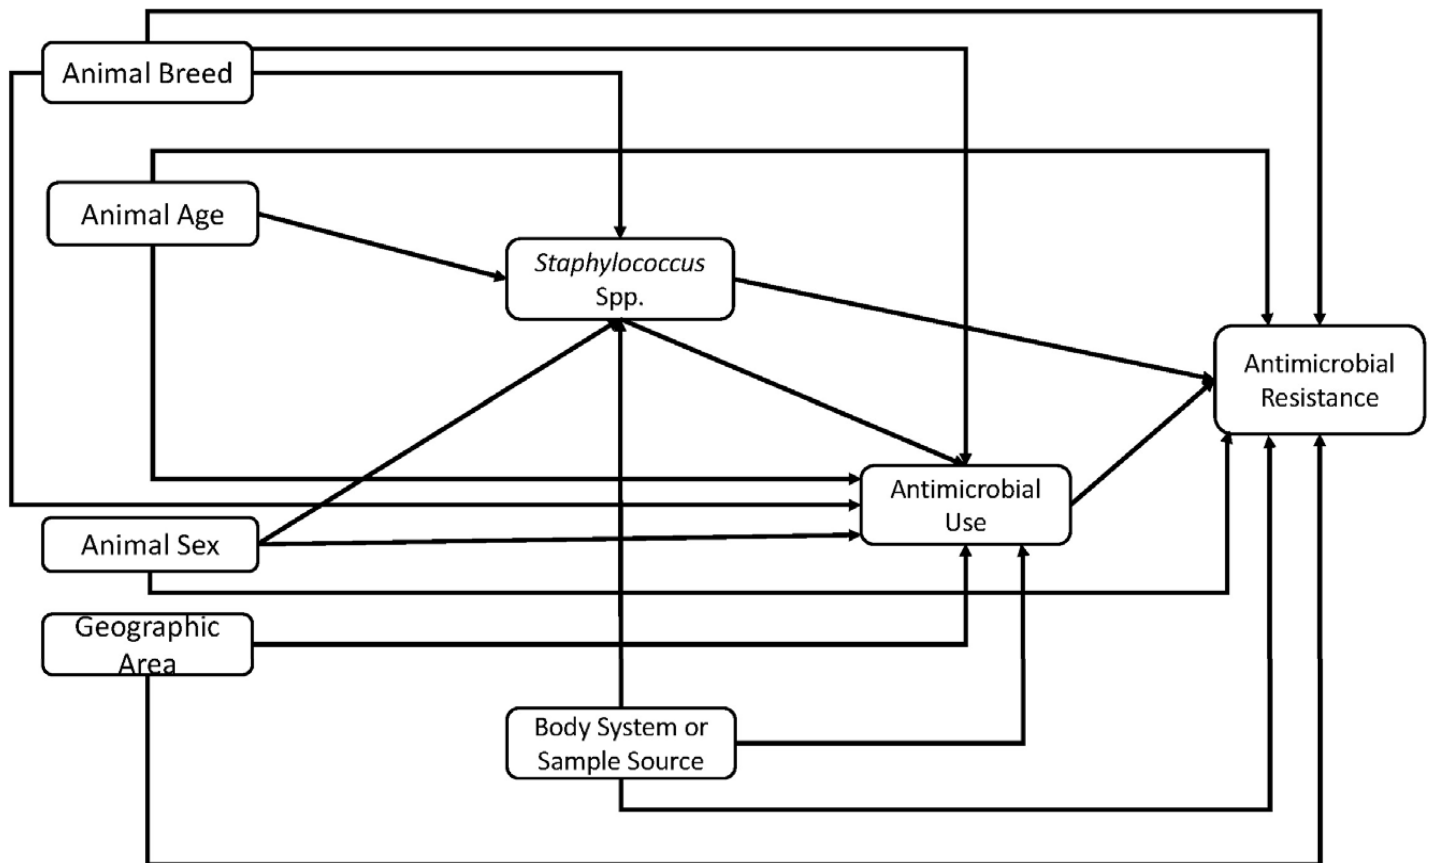 Animal Breed
Animal Age
Staphylococcus
Spp.
Antimicrobial
Resistance
Antimicrobial
Use
Animal Sex
Geographic
Area
Body System or
Sample Source